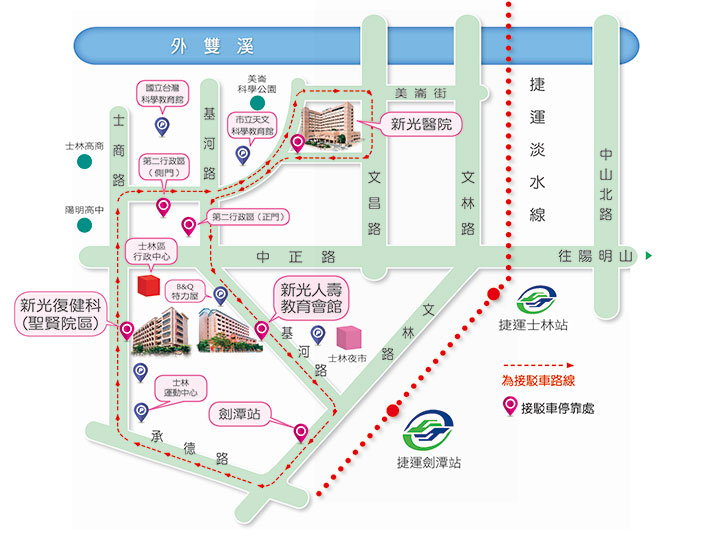 外雙溪
國立台灣
科學教育館
美崙
科學公園
美崙街
捷運淡水線
士商路
基河路
市立天文
科學教育館
新光醫院
士林高商
第二行政區
(側門)
文昌路
文林路
中山北路
陽明高中
第二行政區(正門)
士林區
行政中心
中正路
往陽明山
B&Q
特力屋
新光人壽
教育會館
新光復健科
(聖賢院區)
基河路
士林夜市
文林路
捷運士林站
為接駁車路線
士林
運動中心
劍潭站
接駁車停靠處
承德路
捷運劍潭站